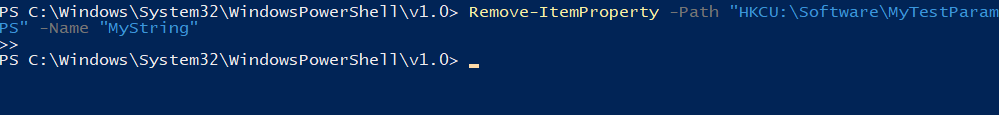 PS C:\Windows\System32\WindowsPowerShell\v1.0> Remove-ItemProperty -Path "HKCU:\Software\MyTestParam
PS" -Name "MyString"
>>
PS C:\Windows\System32\WindowsPowerShell\v1.0>